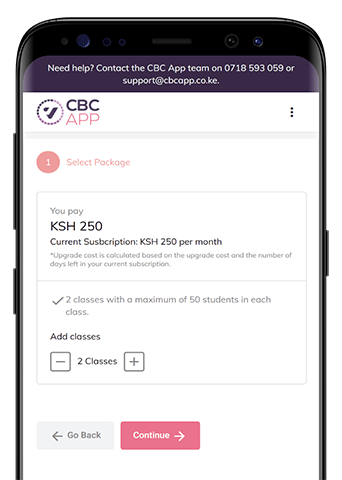 Need help? Contact the CBC App team on 0718 593 059 or
support@cbcapp.co.ke.
CBC
APP
1 Select Package
You pay
KSH 250
Current Susbcription: KSH 250 per month
*Upgrade cost is calculated based on the upgrade cost and the number of
days left in your current subscription.
2 classes with a maximum of 50 students in each
class.
Add classes
2 Classes
Go Back Continue